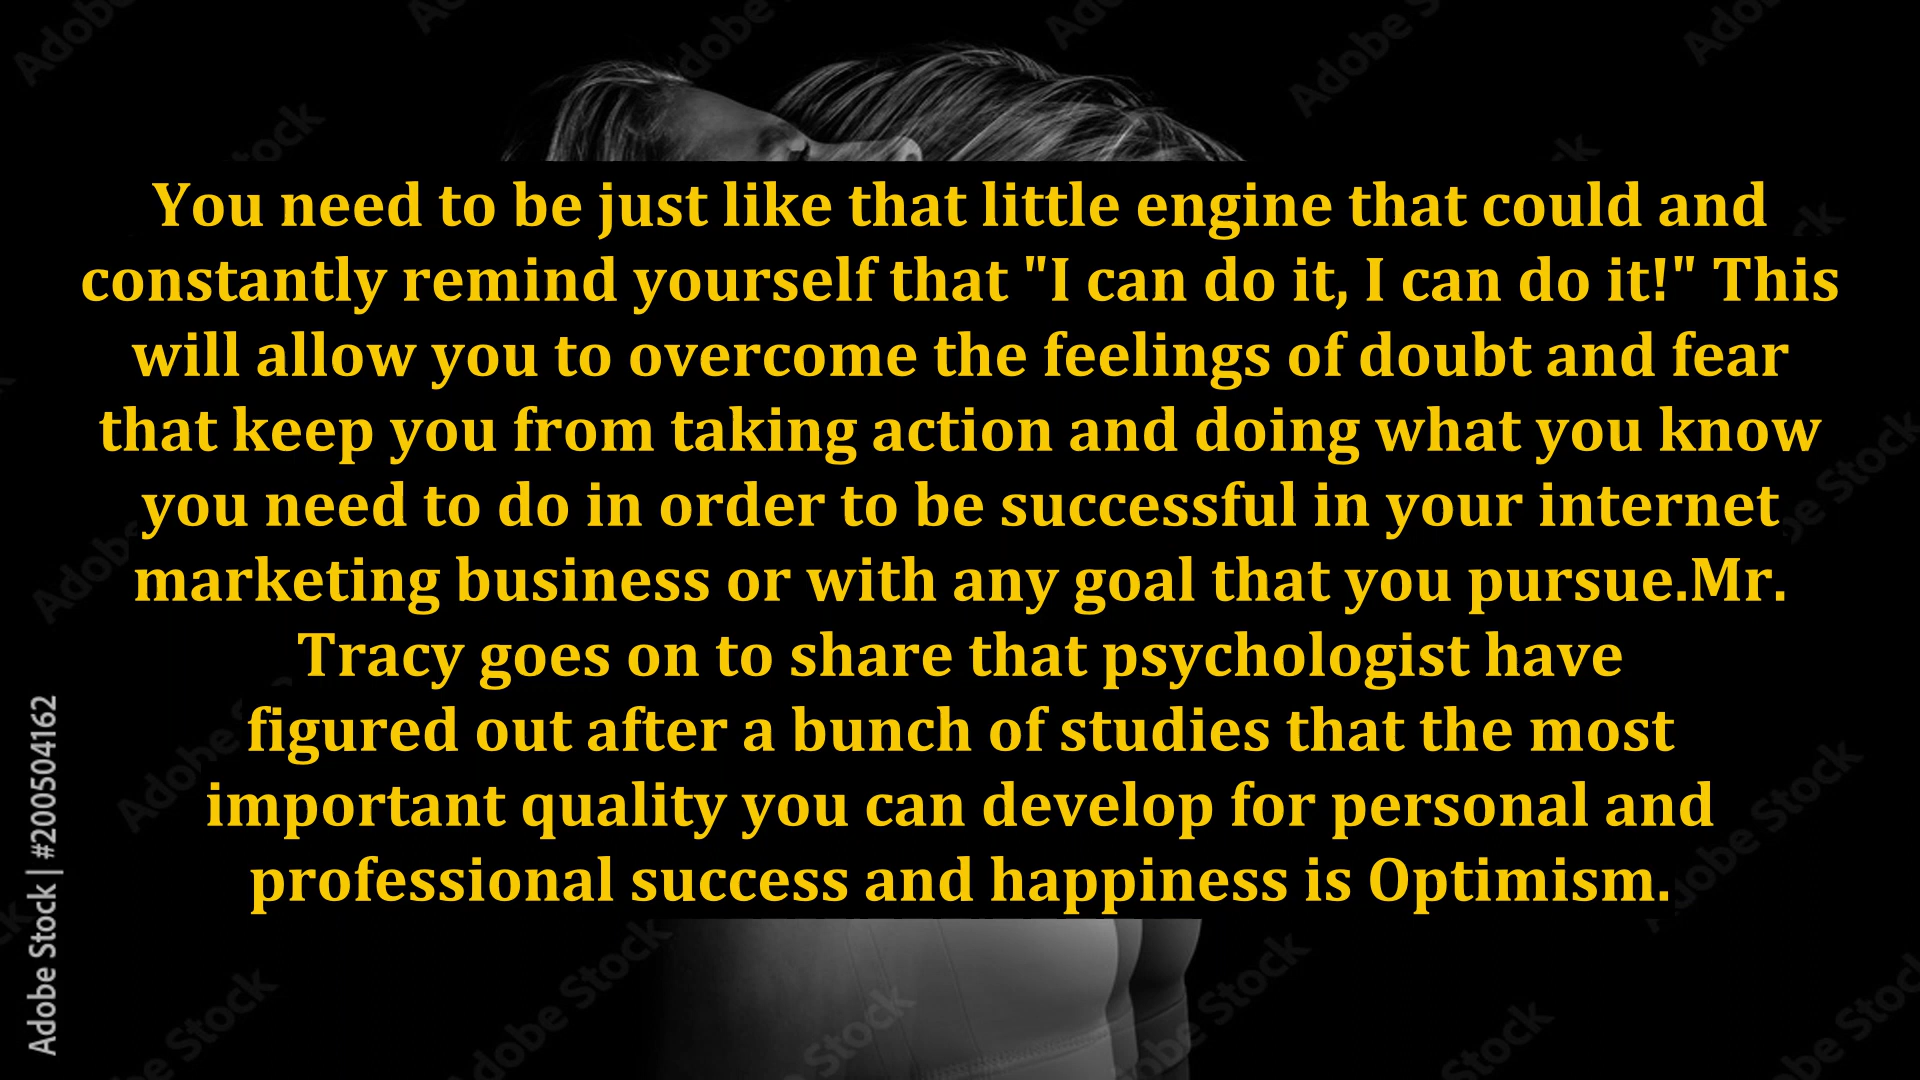 You need to be just like that little engine that could and
constantly remind yourself that "I can do it, I can do it!" This
will allow you to overcome the feelings of doubt and fear
that keep you from taking action and doing what you know
you need to do in order to be successful in your internet
marketing business or with any goal that you pursue.Mr.
Tracy goes on to share that psychologist have
figured out after a bunch of studies that the most
important quality you can develop for personal and
professional success and happiness is Optimism.
Adobe Stock | #200504162